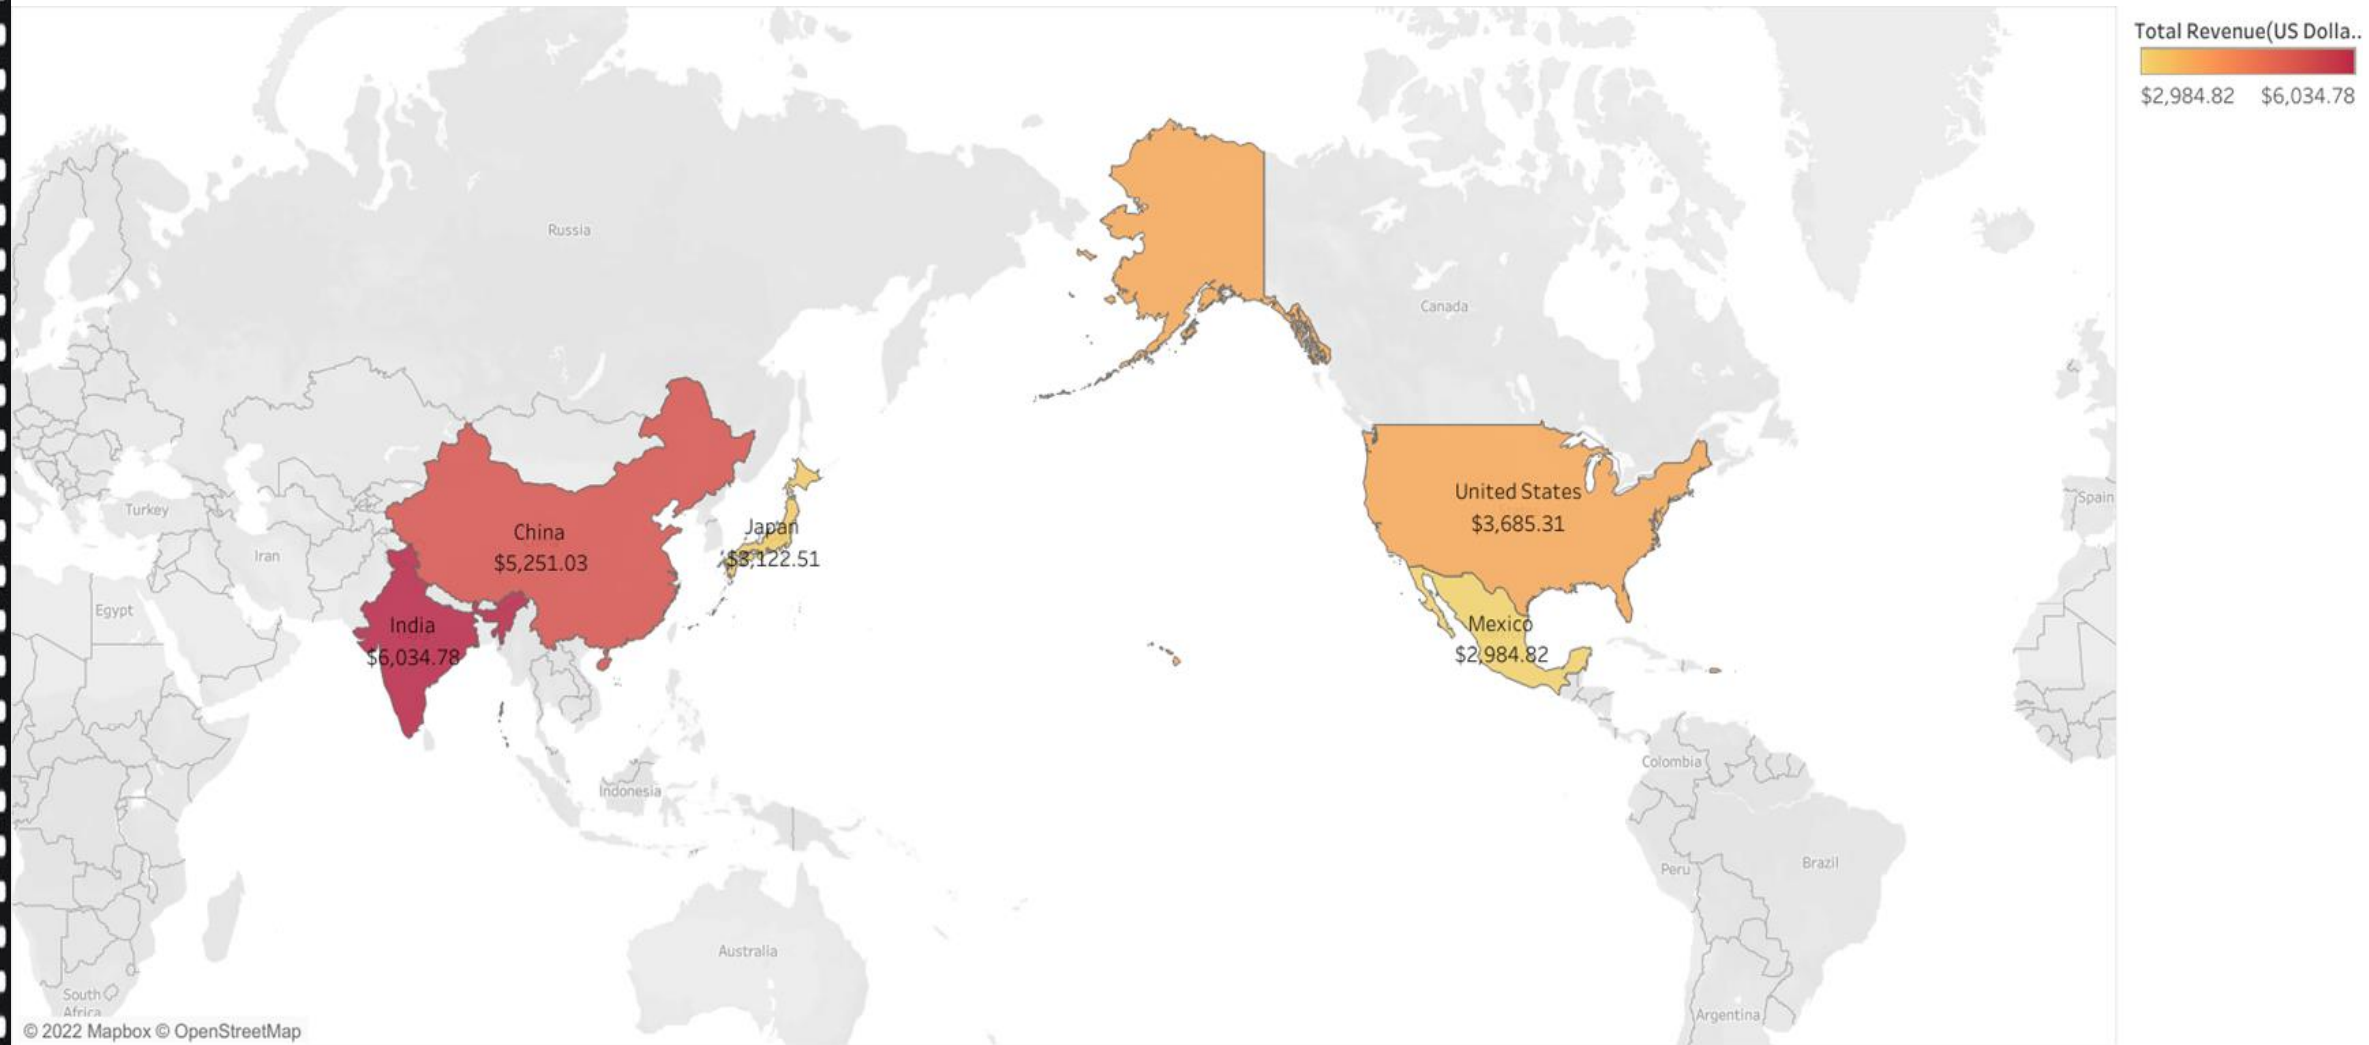 Total Revenue(US Dolla..
$2,984.82 $6,034.78
Russia
Canada
United States
$3,685.31
Spain
Turkey
China
$5,251.03
Japan
$3,122.51
Iran
Egypt
India
$6,034.78
Mexico
$2,984.82
Colombia
Indonesia
Peru
Brazil
Australia
South
Africa
Argentina
© 2022 Mapbox © OpenStreetMap